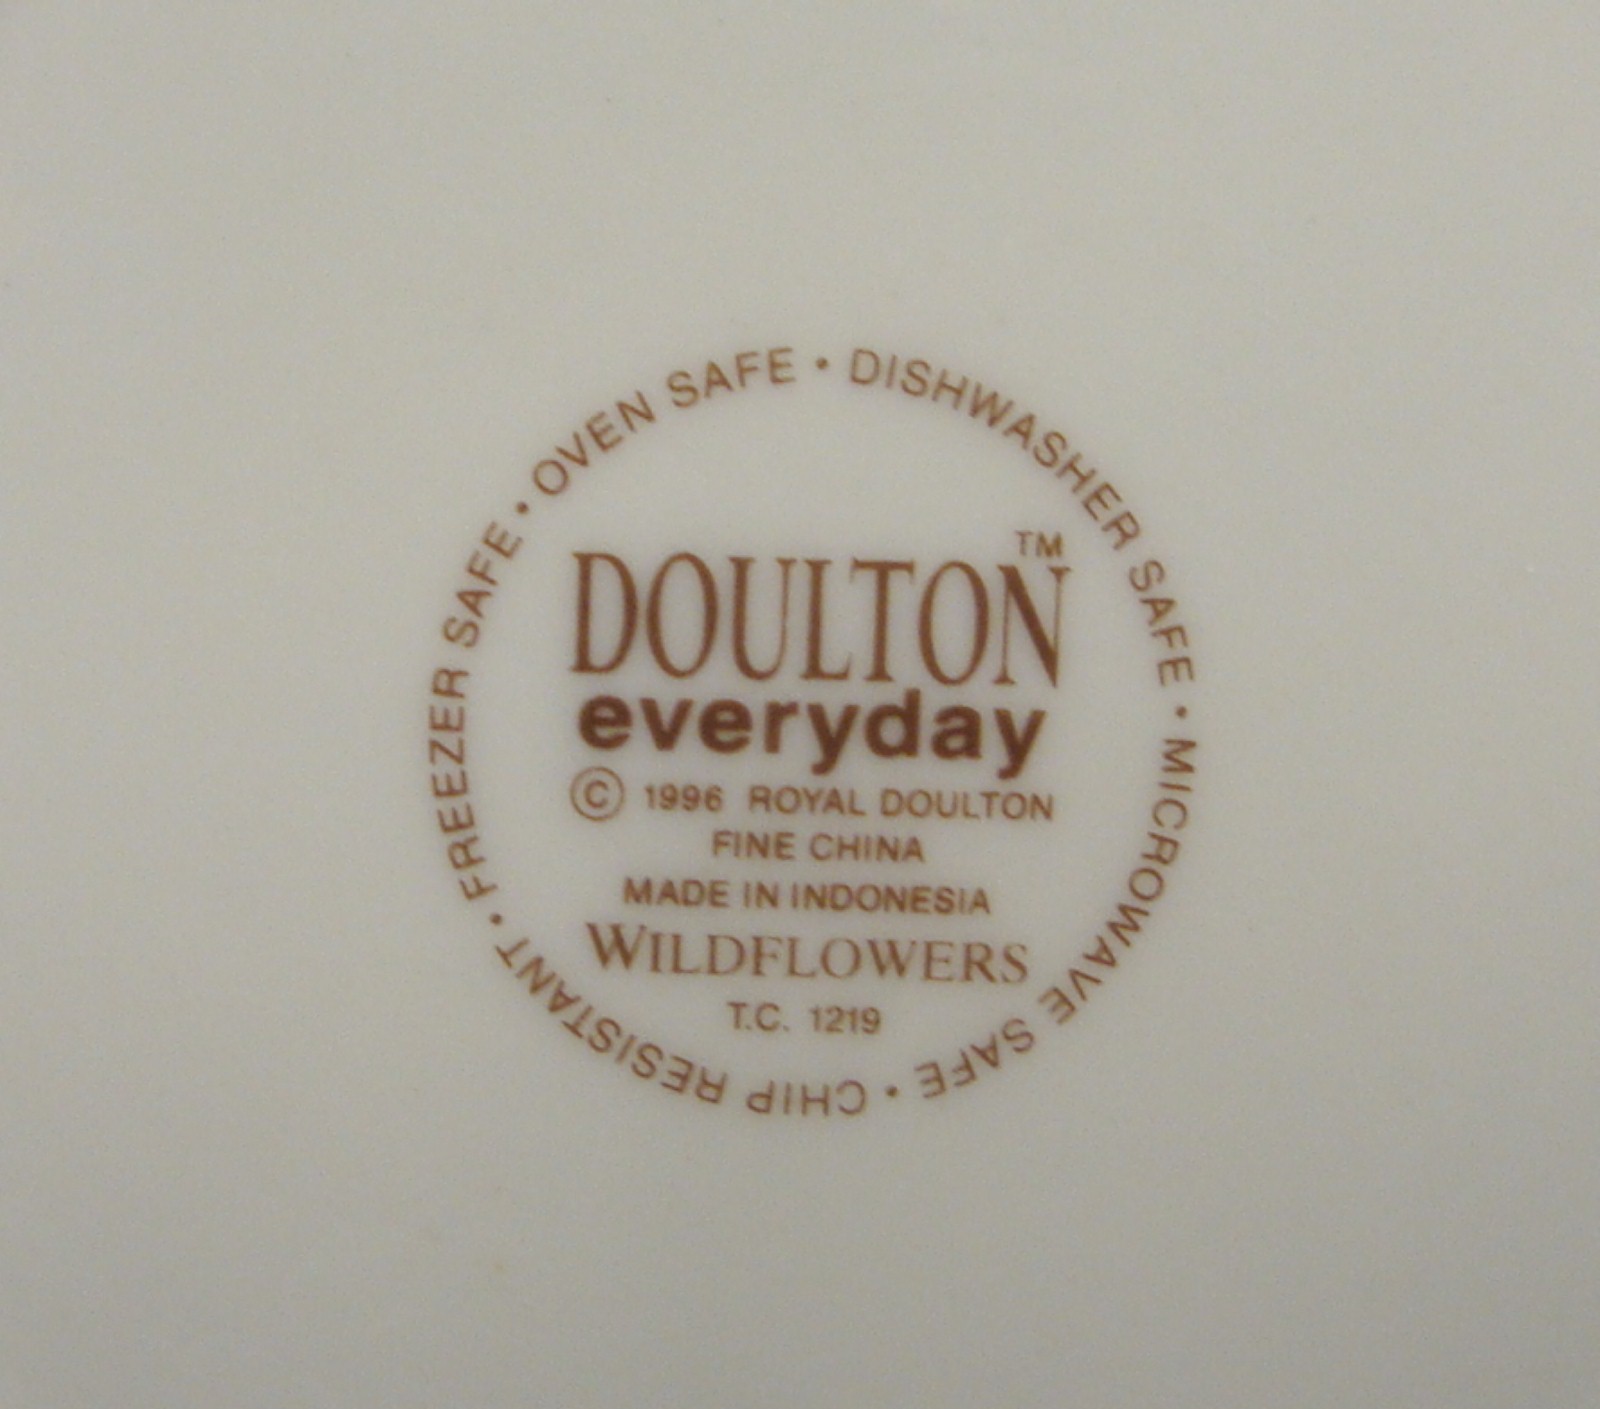 OVEN SAFE • DISHWASHER SAFE • MICROWAVE SAFE • CHIP RESISTANT • FREEZER SAFE •
DOULTON™
everyday
© 1996 ROYAL DOULTON
FINE CHINA
MADE IN INDONESIA
WILDFLOWERS
T.C. 1219